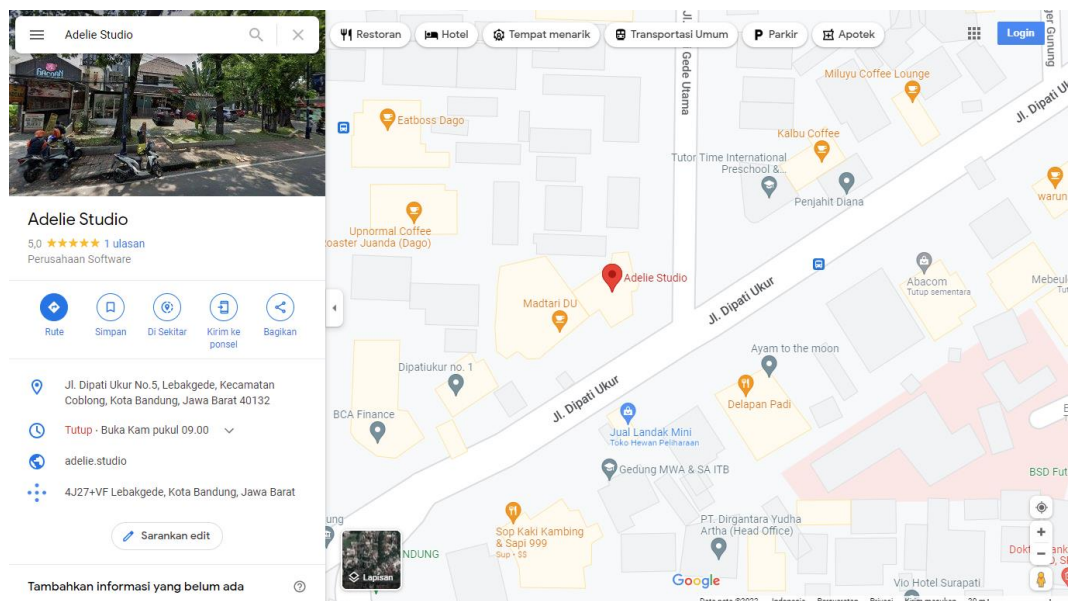 Adelie Studio
Restoran
Hotel
Tempat menarik
Transportasi Umum
Parkir
Apotek
Login
Adelie Studio
5,0
1 ulasan
Perusahaan Software
Rute
Simpan
Di Sekitar
Kirim ke
ponsel
Bagikan
Jl. Dipati Ukur No.5, Lebakgede, Kecamatan
Coblong, Kota Bandung, Jawa Barat 40132
Tutup · Buka Kam pukul 09.00
adelie.studio
4J27+VF Lebakgede, Kota Bandung, Jawa Barat
Sarankan edit
Tambahkan informasi yang belum ada
Gede Utama
Miluyu Coffee Lounge
Eatboss Dago
Kalbu Coffee
Tutor Time International
Preschool &...
Penjahit Diana
Upnormal Coffee
oaster Juanda (Dago)
Adelie Studio
Madtari DU
Jl. Dipati Ukur
Abacom
Tutup sementara
Dipatiukur no. 1
Ayam to the moon
Jl. Dipati Ukur
Delapan Padi
BCA Finance
Jual Landak Mini
Toko Hewan Peliharaan
Gedung MWA & SA ITB
BSD Fut
Sop Kaki Kambing
& Sapi 999
Sup · $$
PT. Dirgantara Yudha
Artha (Head Office)
NDUNG
Lapisan
Google
Vio Hotel Surapati